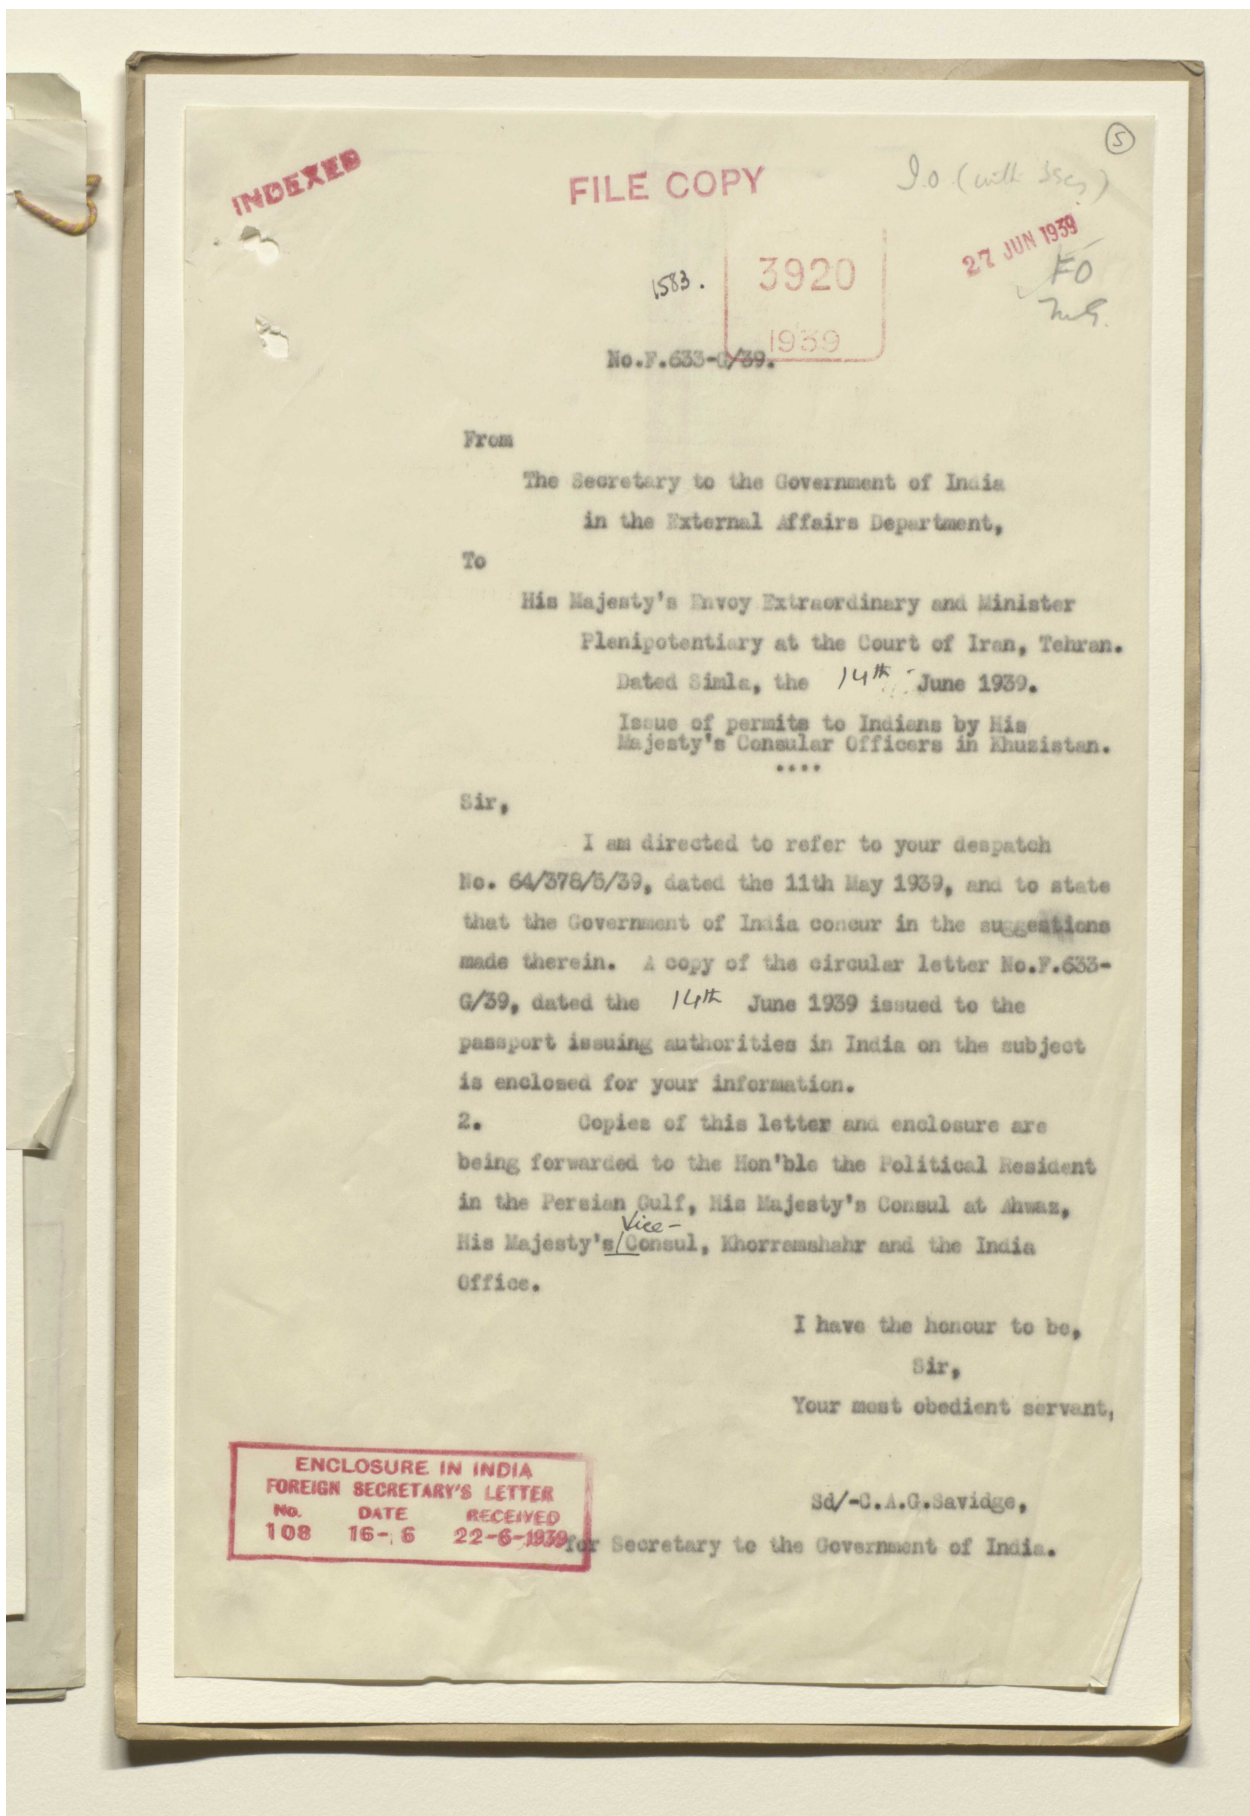 5
INDEXED
FILE COPY
I.O (with
27 JUN 1939
FO
1583.
3920
1939
No.F.633-G/39.
From
The Secretary to the Government of India
in the External Affairs Department,
To
His Majesty's Envoy Extraordinary and Minister
Plenipotentiary at the Court of Iran, Tehran.
Dated Simla, the 14th June 1939.
Issue of permits to Indians by His
Majesty's Consular Officers in Khuzistan.
....
Sir,
I am directed to refer to your despatch
No. 64/378/5/39, dated the 11th May 1939, and to state
that the Government of India concur in the suggestions
made therein. A copy of the circular letter No.F.633-
G/39, dated the 14th June 1939 issued to the
passport issuing authorities in India on the subject
is enclosed for your information.
2. Copies of this letter and enclosure are
being forwarded to the Hon'ble the Political Resident
in the Persian Gulf, His Majesty's Consul at Ahwaz,
Vice-
His Majesty's/Consul, Khorramshahr and the India
Office.
I have the honour to be,
Sir,
Your most obedient servant,
Sd/-C.A.G.Savidge,
for Secretary to the Government of India.
ENCLOSURE IN INDIA
FOREIGN SECRETARY'S LETTER
No. DATE RECEIVED
108 16-6 22-6-1939